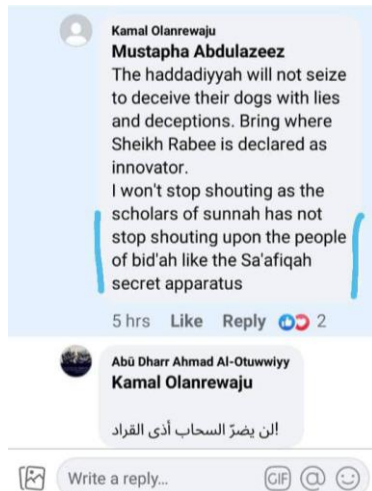 Kamal Olanrewaju
Mustapha Abdulazeez
The haddadiyyah will not seize
to deceive their dogs with lies
and deceptions. Bring where
Sheikh Rabee is declared as
innovator.
I won't stop shouting as the
scholars of sunnah has not
stop shouting upon the people
of bid'ah like the Sa'afiqah
secret apparatus
5 hrs Like Reply 2
Abū Dharr Ahmad Al-Otuwwiyy
Kamal Olanrewaju
لن يضرّ السحاب أذى القراد!
Write a reply...
GIF @